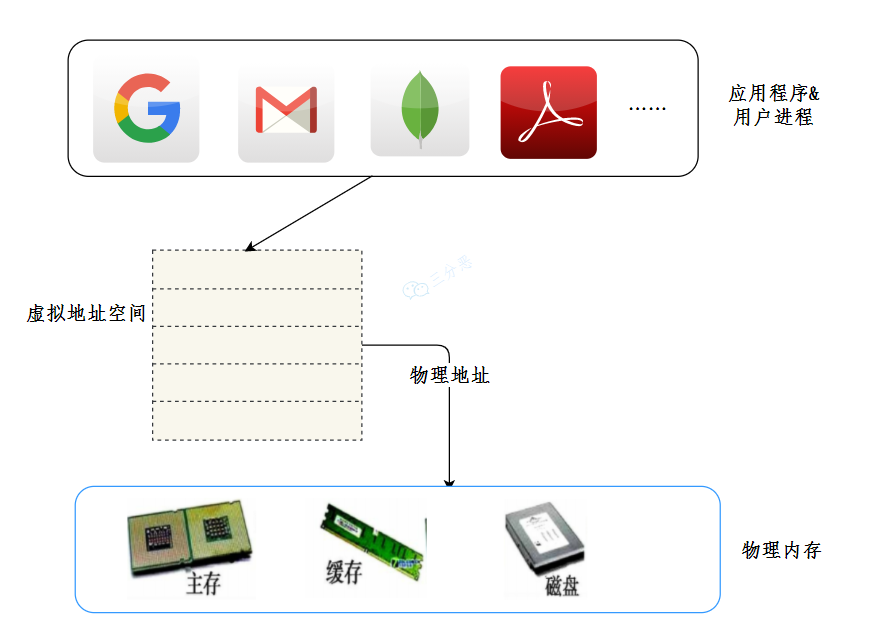 应用程序&
用户进程
……
三分恶
虚拟地址空间
物理地址
主存
缓存
磁盘
物理内存